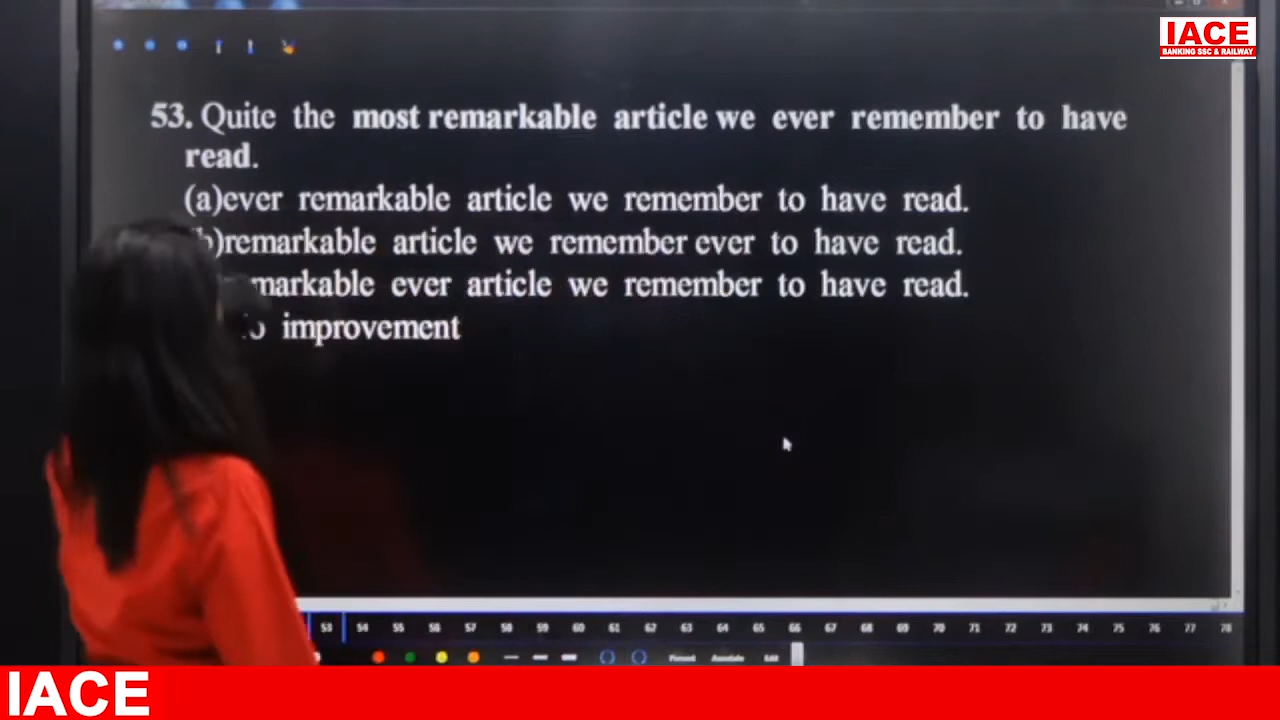 IACE
BANKING SSC & RAILWAY
53. Quite the most remarkable article we ever remember to have
read.
(a)ever remarkable article we remember to have read.
b)remarkable article we remember ever to have read.
markable ever article we remember to have read.
improvement
53 54 55 56 57 58 59 60 61 62 63 64 65 66 67 68 69 70 71 72 73 74 75 76 77 78
Annotate Edit
IACE